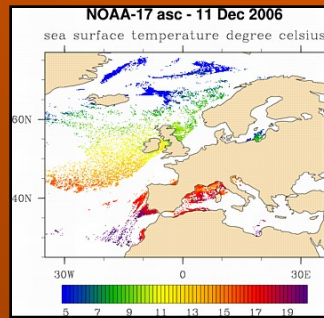 NOAA-17 asc - 11 Dec 2006
sea surface temperature degree celsius
60N
40N
30W 0 30E
5 7 9 11 13 15 17 19